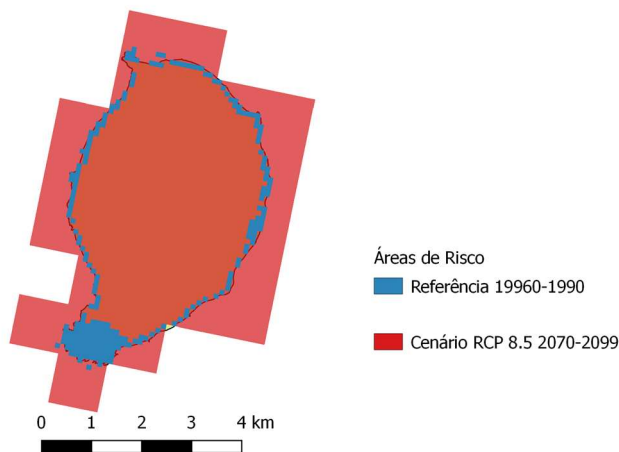 Áreas de Risco
Referência 19960-1990
Cenário RCP 8.5 2070-2099
0 1 2 3 4 km